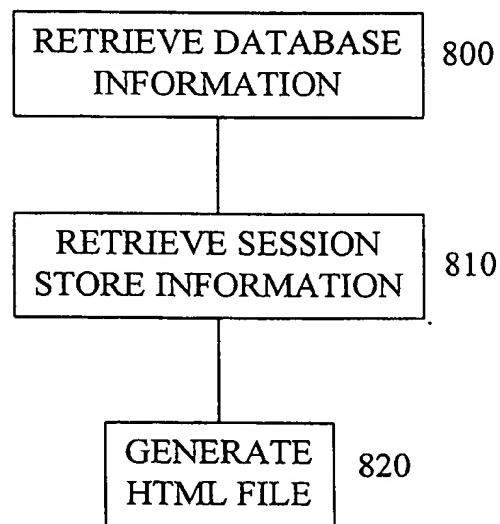 RETRIEVE DATABASE
INFORMATION
800
RETRIEVE SESSION
STORE INFORMATION
810
GENERATE
HTML FILE
820